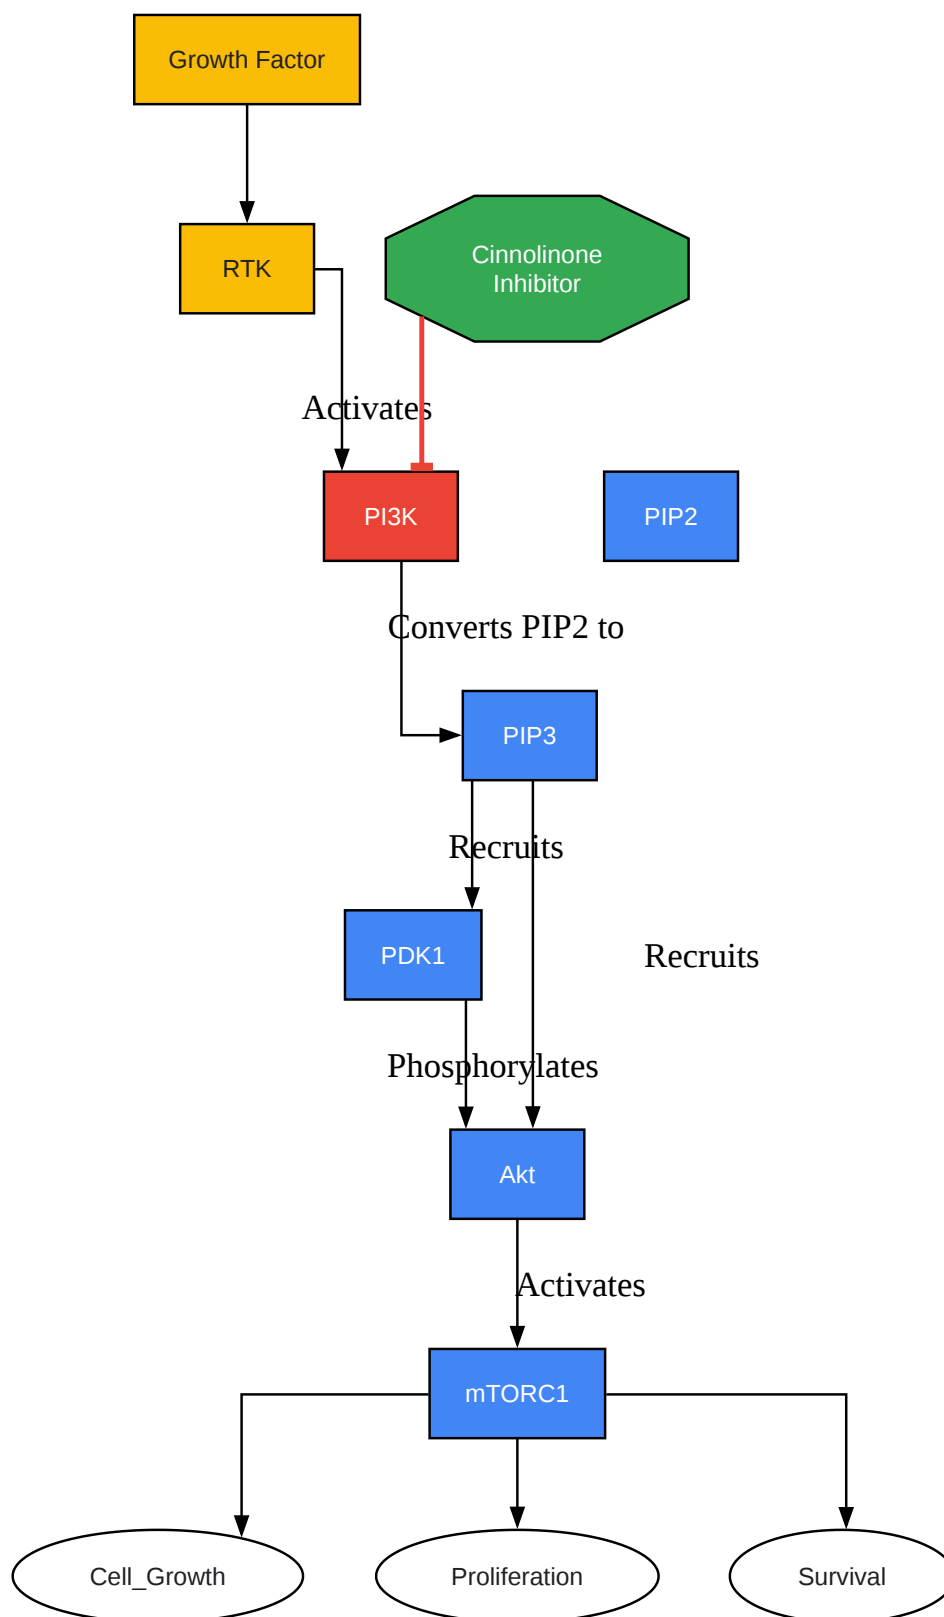 Growth Factor
RTK
Cinnolinone
Inhibitor
Activates
PI3K
PIP2
Converts PIP2 to
PIP3
Recruits
PDK1
Recruits
Phosphorylates
Akt
Activates
mTORC1
Cell_Growth
Proliferation
Survival